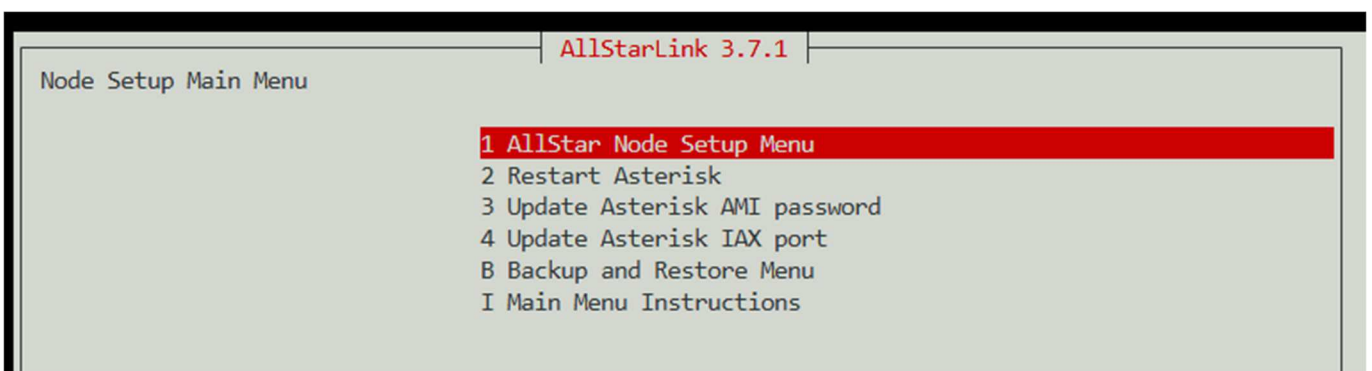 AllStarLink 3.7.1
Node Setup Main Menu
1 AllStar Node Setup Menu
2 Restart Asterisk
3 Update Asterisk AMI password
4 Update Asterisk IAX port
B Backup and Restore Menu
I Main Menu Instructions